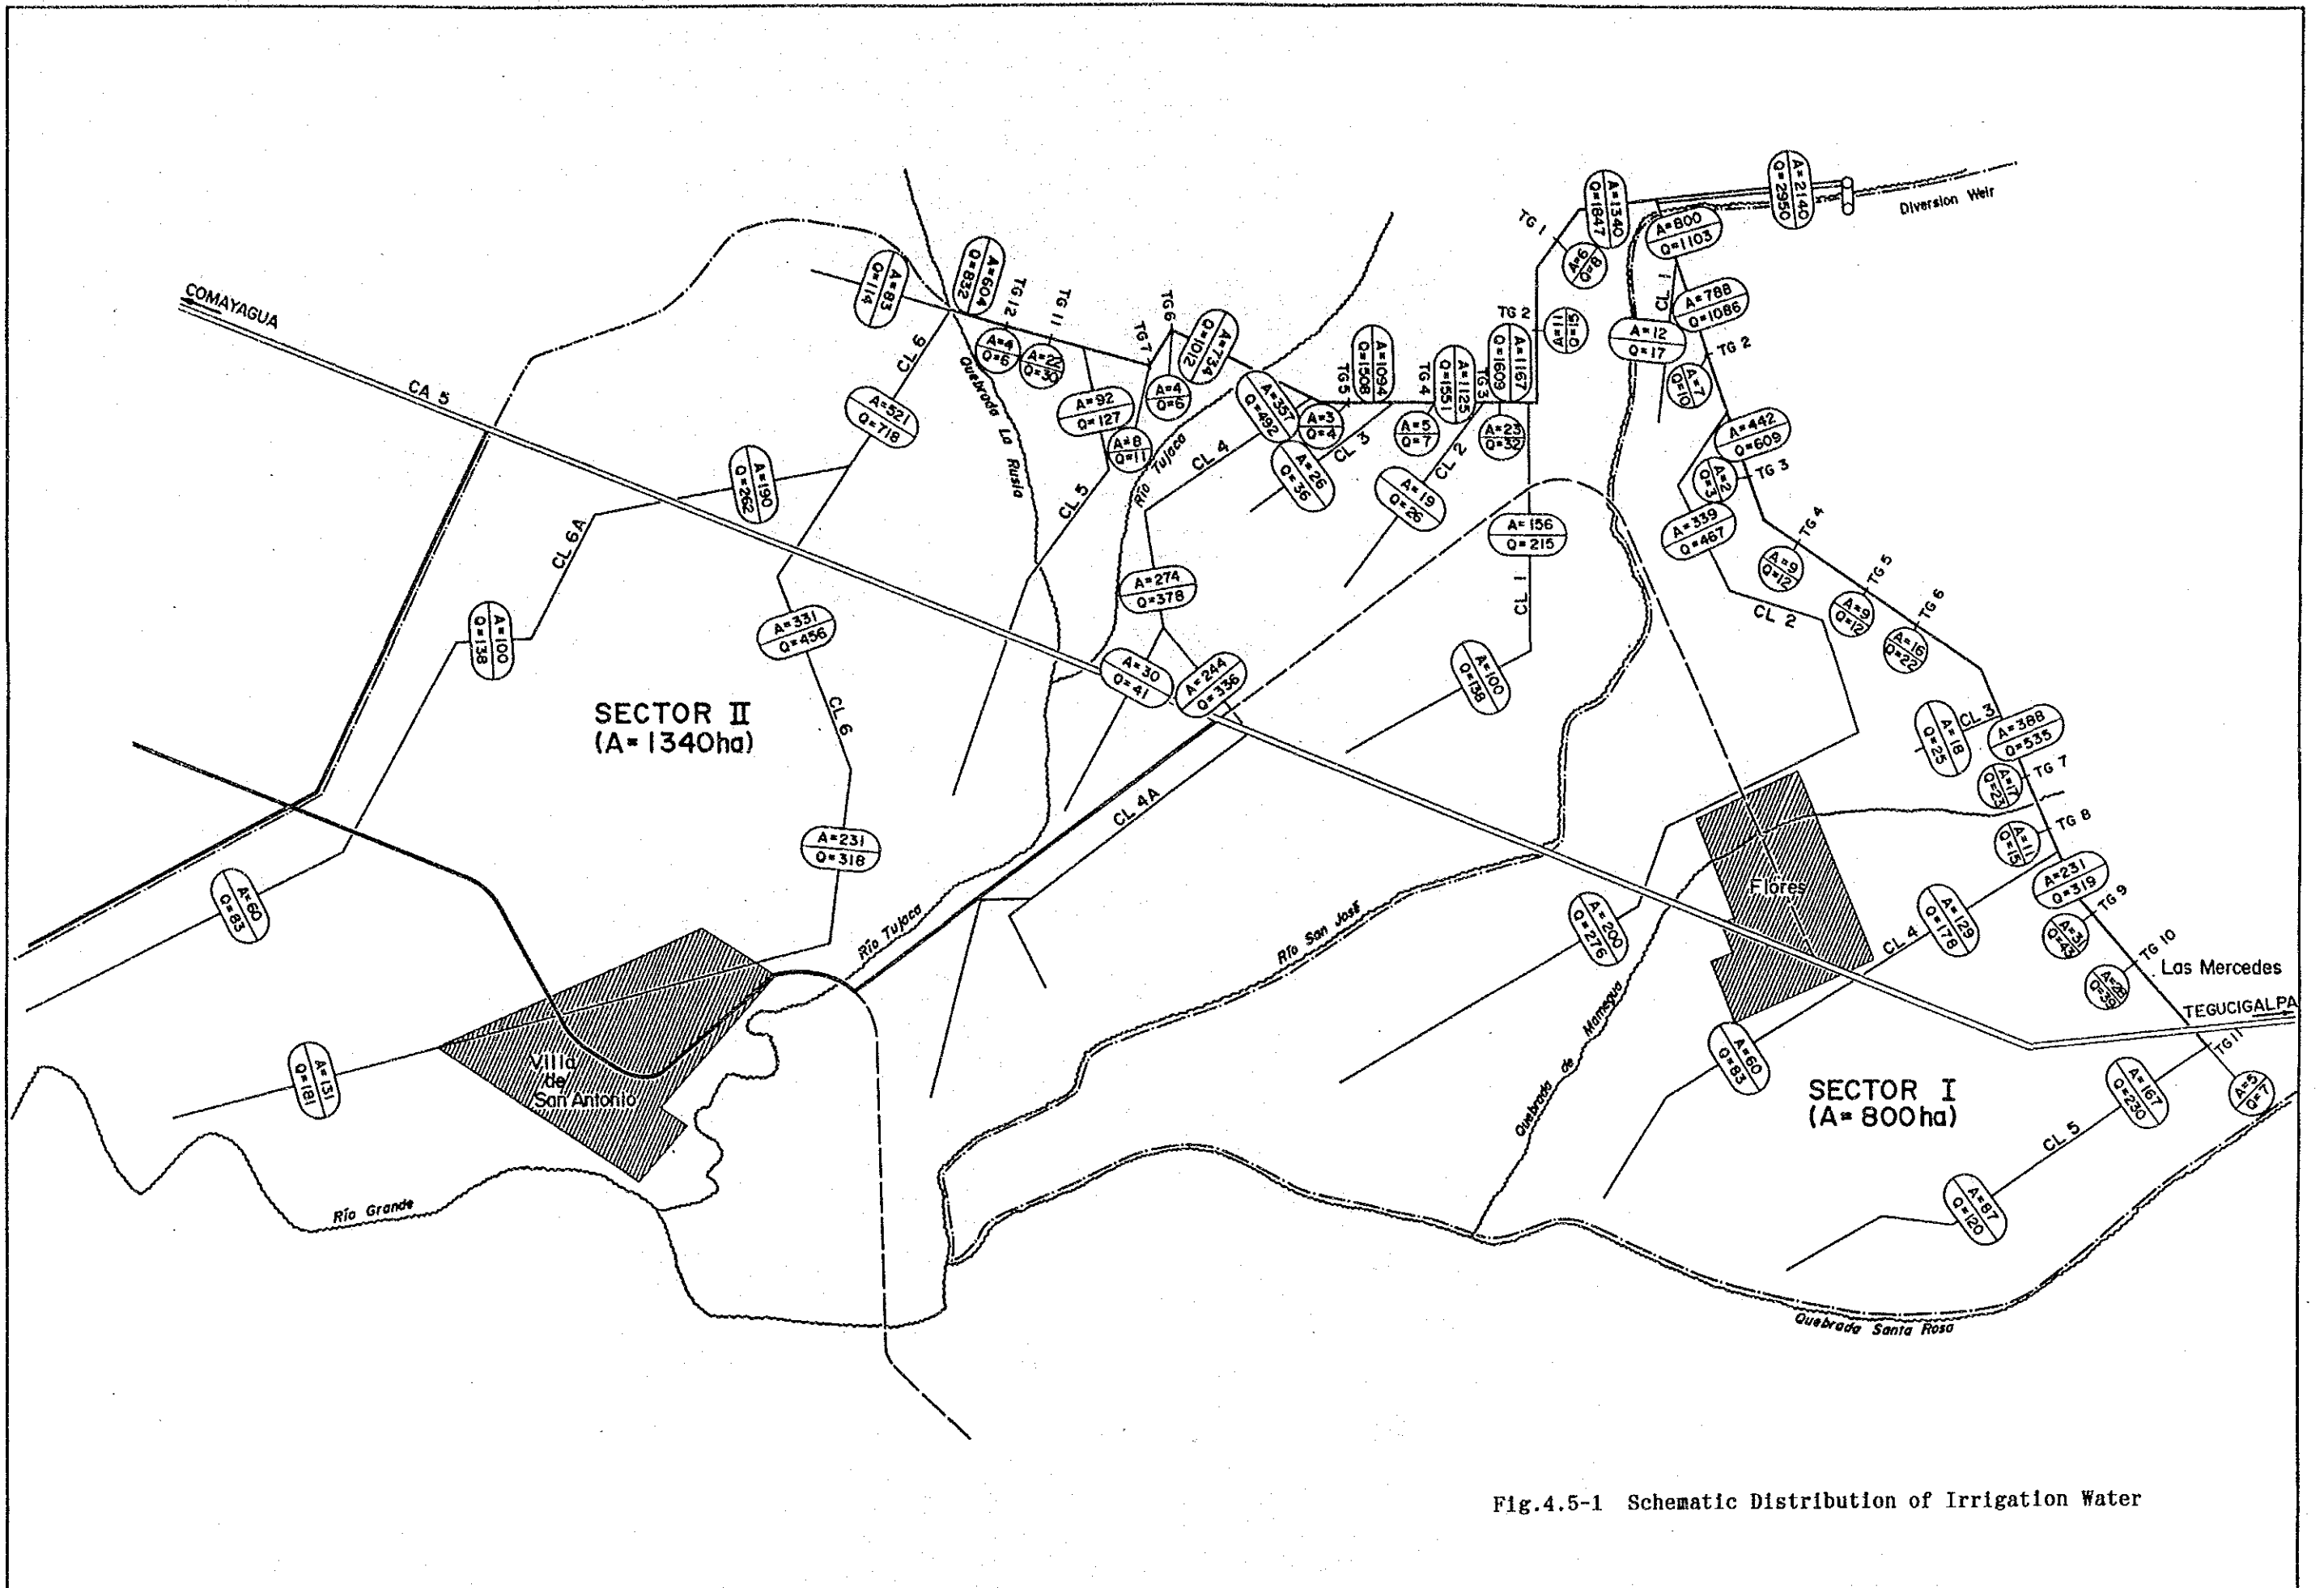 A=2140
Q=2950
Diversion Weir
A=1340
Q=1847
TG 1
A=6
Q=8
A=800
Q=1103
CL 1
A=788
Q=1086
A=12
Q=17
TG 2
A=7
Q=10
TG 2
A=11
Q=15
A=1167
Q=1609
TG 3
A=23
Q=32
A=1125
Q=1551
TG 4
A=5
Q=7
A=1094
Q=1508
TG 5
A=3
Q=4
A=357
Q=492
CL 3
A=26
Q=36
CL 2
A=19
Q=26
A=734
Q=1012
TG 6
A=4
Q=6
TG 7
A=8
Q=11
CL 4
Río Tujaca
A=92
Q=127
CL 5
TG 11
A=22
Q=30
TG 12
A=4
Q=6
A=604
Q=832
A=83
Q=114
CL 6
Quebrada La Rusia
A=521
Q=718
COMAYAGUA
CA 5
A=190
Q=262
CL 6A
A=100
Q=138
A=331
Q=456
CL 6
SECTOR II
(A=1340ha)
A=231
Q=318
A=60
Q=83
A=131
Q=181
Villa
de
San Antonio
Río Grande
Río Tujaca
A=274
Q=378
A=30
Q=41
A=244
Q=336
CL 4A
A=156
Q=215
CL 1
A=100
Q=138
Río San José
A=442
Q=609
A=2
Q=3
TG 3
A=339
Q=467
TG 4
A=9
Q=12
TG 5
A=9
Q=12
TG 6
A=16
Q=22
CL 2
CL 3
A=18
Q=25
A=388
Q=535
TG 7
A=17
Q=23
TG 8
A=11
Q=15
A=231
Q=319
TG 9
A=31
Q=43
TG 10
A=28
Q=39
Las Mercedes
TEGUCIGALPA
Flores
A=129
Q=178
CL 4
A=200
Q=276
Quebrada de Mamagua
A=60
Q=83
SECTOR I
(A=800ha)
TG 11
A=5
Q=7
A=167
Q=230
CL 5
A=87
Q=120
Quebrada Santa Rosa
Fig.4.5-1 Schematic Distribution of Irrigation Water